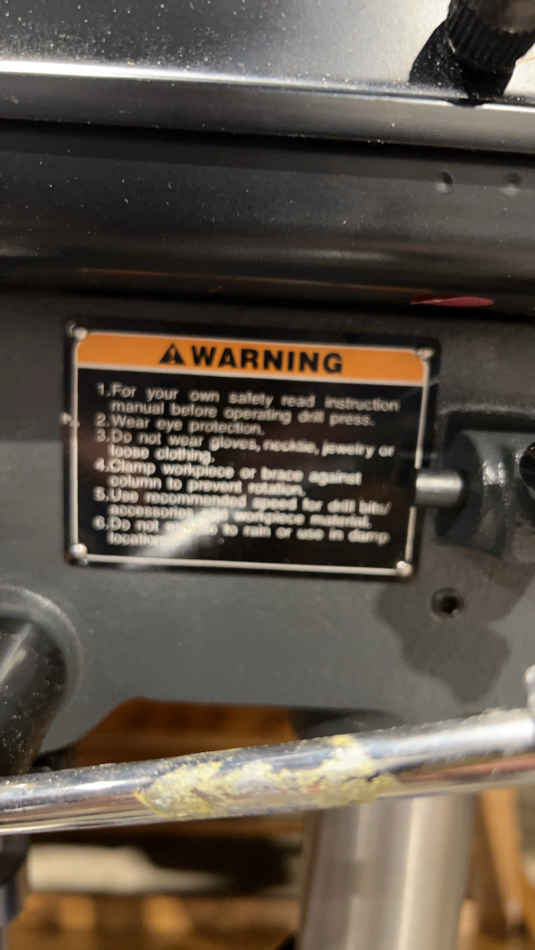 WARNING
1.For your own safety read instruction
manual before operating drill press.
2.Wear eye protection.
3.Do not wear gloves, necktie, jewelry or
loose clothing.
4.Clamp workpiece or brace against
column to prevent rotation.
5.Use recommended speed for drill bits/
accessories workpiece material.
6.Do not to rain or use in damp